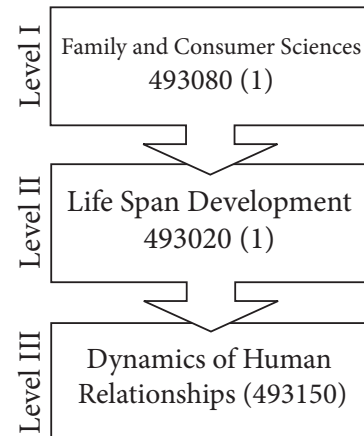 Level I
Family and Consumer Sciences
493080 (1)
Level II
Life Span Development
493020 (1)
Level III
Dynamics of Human
Relationships (493150)